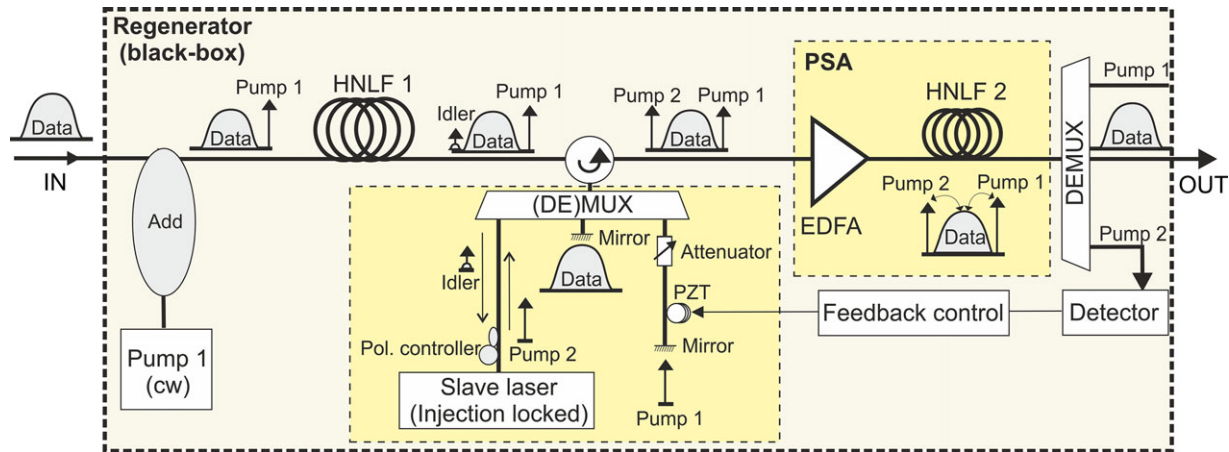 Regenerator
(black-box)
Data
IN
Pump 1
Data
HNLF 1
Idler
Data
Pump 1
Pump 2
Data
Pump 1
PSA
HNLF 2
EDFA
Pump 2
Pump 1
Data
DEMUX
Pump 1
Data
OUT
Pump 2
Add
Pump 1
(cw)
(DE)MUX
Idler
Mirror
Data
Attenuator
PZT
Mirror
Pump 1
Pol. controller
Pump 2
Slave laser
(Injection locked)
Feedback control
Detector